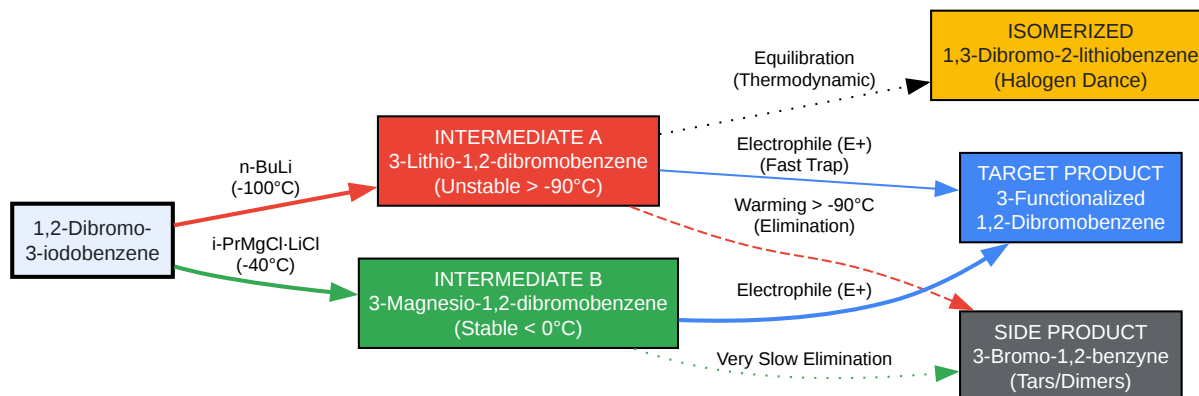 1,2-Dibromo-
3-iodobenzene
n-BuLi
(-100°C)
i-PrMgCl·LiCl
(-40°C)
INTERMEDIATE A
3-Lithio-1,2-dibromobenzene
(Unstable > -90°C)
INTERMEDIATE B
3-Magnesio-1,2-dibromobenzene
(Stable < 0°C)
Equilibration
(Thermodynamic)
Electrophile (E+)
(Fast Trap)
Warming > -90°C
(Elimination)
Electrophile (E+)
Very Slow Elimination
ISOMERIZED
1,3-Dibromo-2-lithiobenzene
(Halogen Dance)
TARGET PRODUCT
3-Functionalized
1,2-Dibromobenzene
SIDE PRODUCT
3-Bromo-1,2-benzyne
(Tars/Dimers)